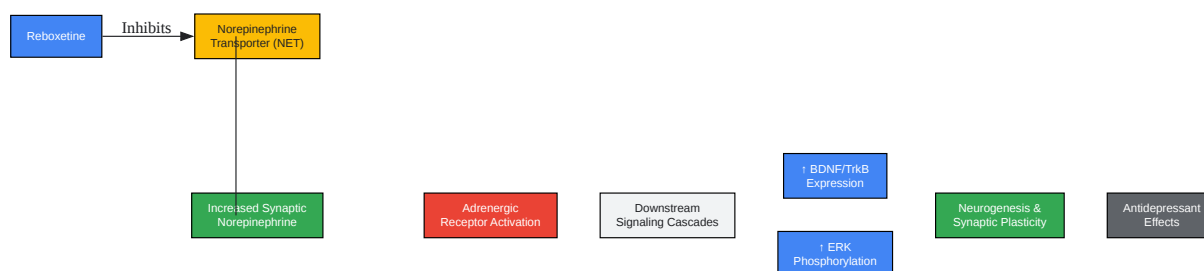 Reboxetine
Inhibits
Norepinephrine
Transporter (NET)
↑ BDNF/TrkB
Expression
Increased Synaptic
Norepinephrine
Adrenergic
Receptor Activation
Downstream
Signaling Cascades
Neurogenesis &
Synaptic Plasticity
Antidepressant
Effects
↑ ERK
Phosphorylation